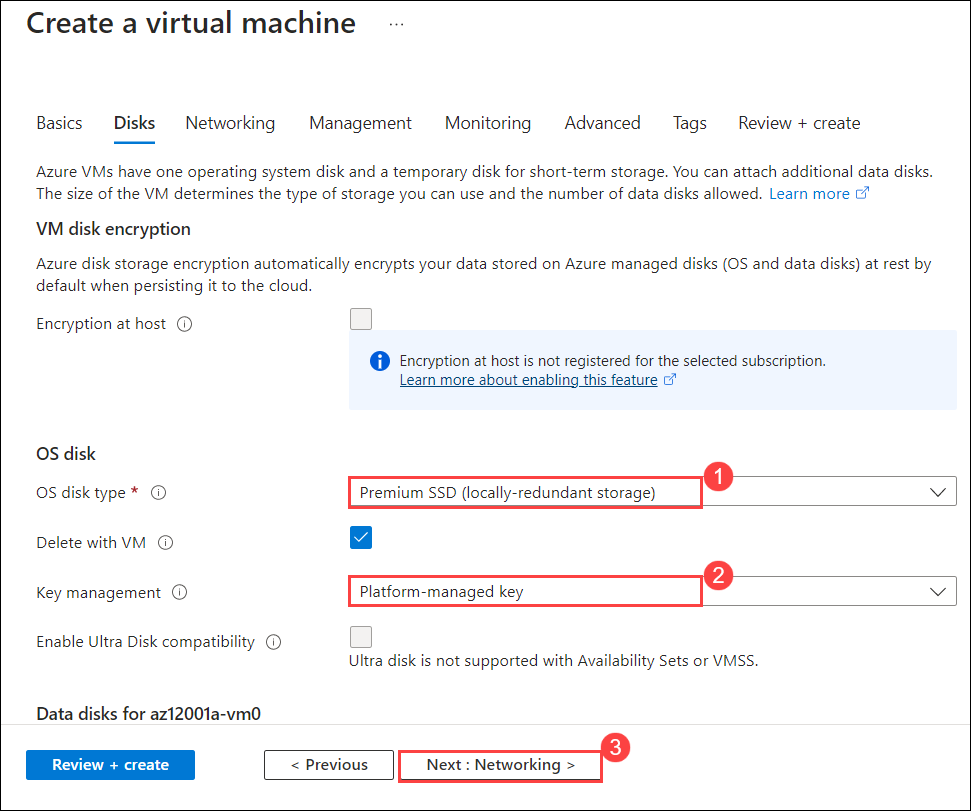 Create a virtual machine ...
Basics Disks Networking Management Monitoring Advanced Tags Review + create
Azure VMs have one operating system disk and a temporary disk for short-term storage. You can attach additional data disks.
The size of the VM determines the type of storage you can use and the number of data disks allowed. Learn more
VM disk encryption
Azure disk storage encryption automatically encrypts your data stored on Azure managed disks (OS and data disks) at rest by
default when persisting it to the cloud.
Encryption at host
Encryption at host is not registered for the selected subscription.
Learn more about enabling this feature
OS disk
OS disk type * Premium SSD (locally-redundant storage) 1
Delete with VM
Key management Platform-managed key 2
Enable Ultra Disk compatibility
Ultra disk is not supported with Availability Sets or VMSS.
Data disks for az12001a-vm0
Review + create < Previous Next : Networking > 3